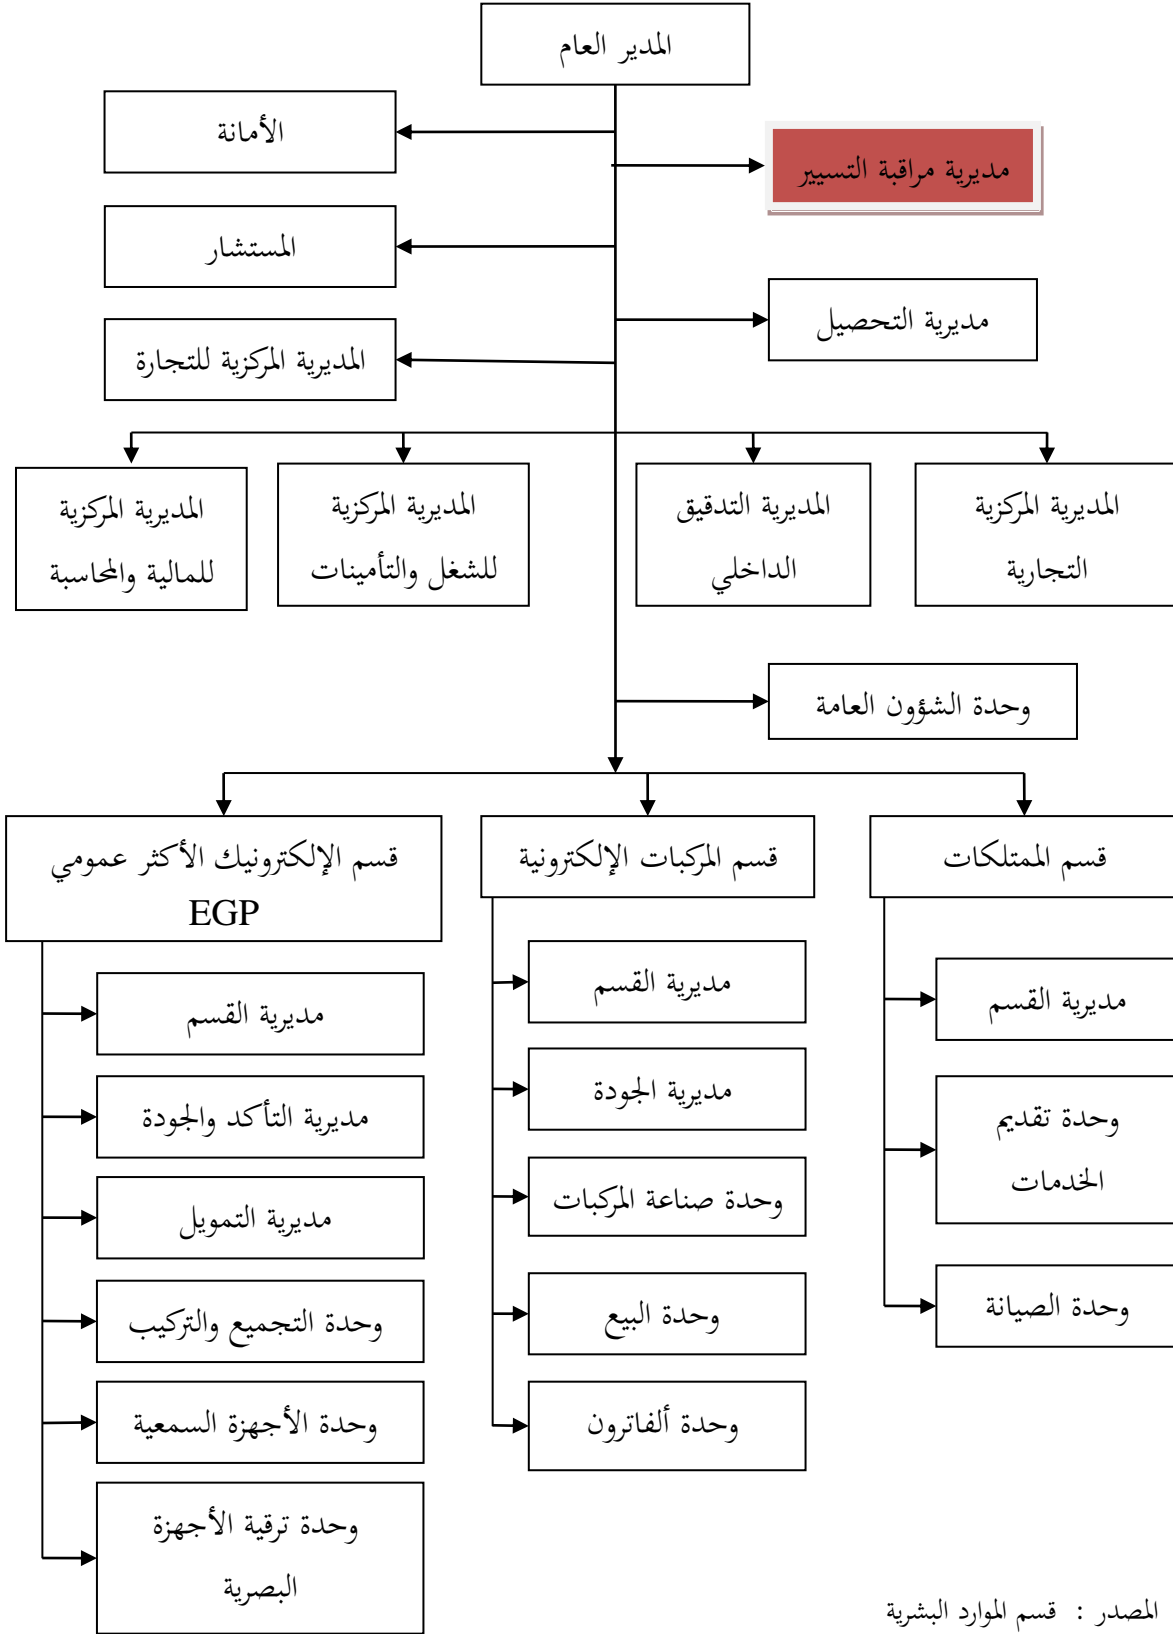 المدير العام
الأمانة
مديرية مراقبة التسيير
المستشار
مديرية التحصيل
المديرية المركزية للتجارة
المديرية المركزية
التجارية
المديرية التدقيق
الداخلي
المديرية المركزية
للشغل والتأمينات
المديرية المركزية
للمالية والمحاسبة
وحدة الشؤون العامة
قسم الممتلكات
قسم المركبات الإلكترونية
قسم الإلكترونيك الأكثر عمومي
EGP
مديرية القسم
وحدة تقديم
الخدمات
وحدة الصيانة
مديرية القسم
مديرية الجودة
وحدة صناعة المركبات
وحدة البيع
وحدة ألفاترون
مديرية القسم
مديرية التأكد والجودة
مديرية التمويل
وحدة التجميع والتركيب
وحدة الأجهزة السمعية
وحدة ترقية الأجهزة
البصرية
المصدر : قسم الموارد البشرية